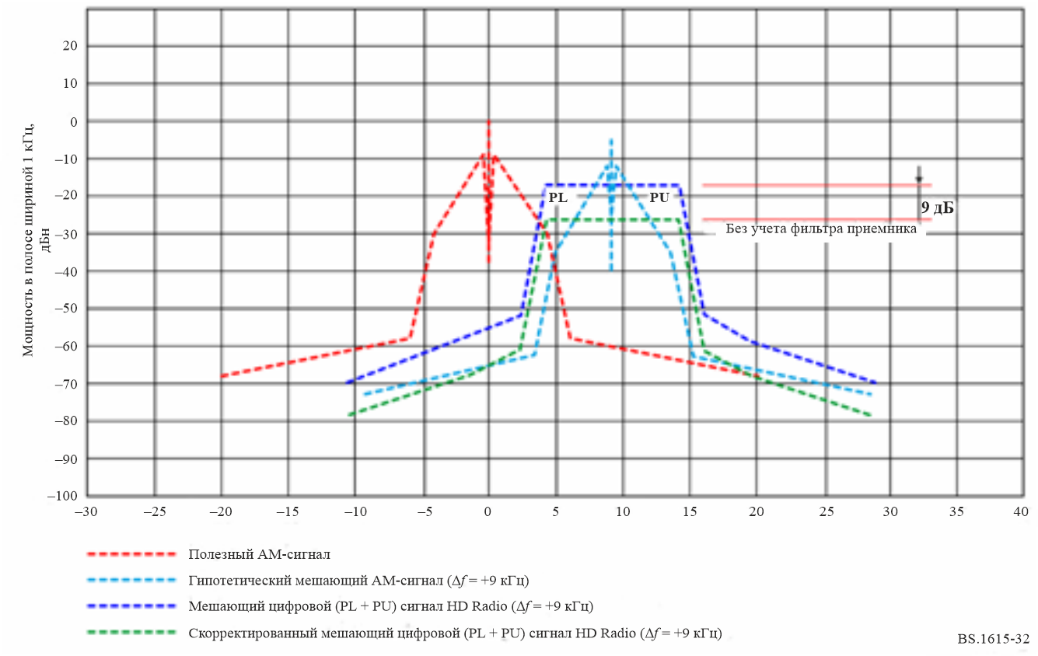 Мощность в полосе шириной 1 кГц,
дБн
20
10
0
–10
–20
–30
–40
–50
–60
–70
–80
–90
–100
PL
PU
9 дБ
Без учета фильтра приемника
–30
–25
–20
–15
–10
–5
0
5
10
15
20
25
30
35
40
Полезный АМ-сигнал
Гипотетический мешающий АМ-сигнал (Δf = +9 кГц)
Мешающий цифровой (PL + PU) сигнал HD Radio (Δf = +9 кГц)
Скорректированный мешающий цифровой (PL + PU) сигнал HD Radio (Δf = +9 кГц)
BS.1615-32